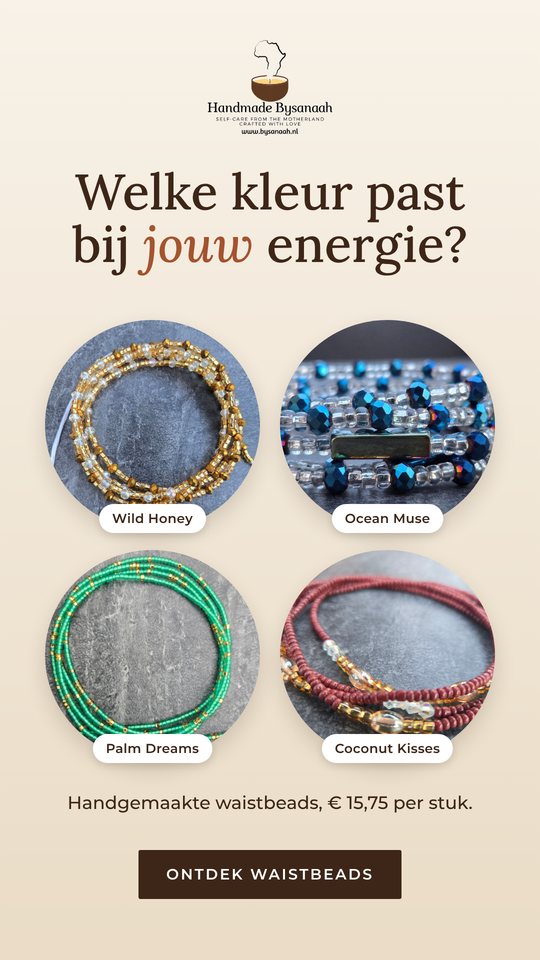 Handmade Bysanaah
SELF-CARE FROM THE MOTHERLAND
CRAFTED WITH LOVE
www.bysanaah.nl
Welke kleur past
bij jouw energie?
Wild Honey
Ocean Muse
Palm Dreams
Coconut Kisses
Handgemaakte waistbeads, € 15,75 per stuk.
ONTDEK WAISTBEADS